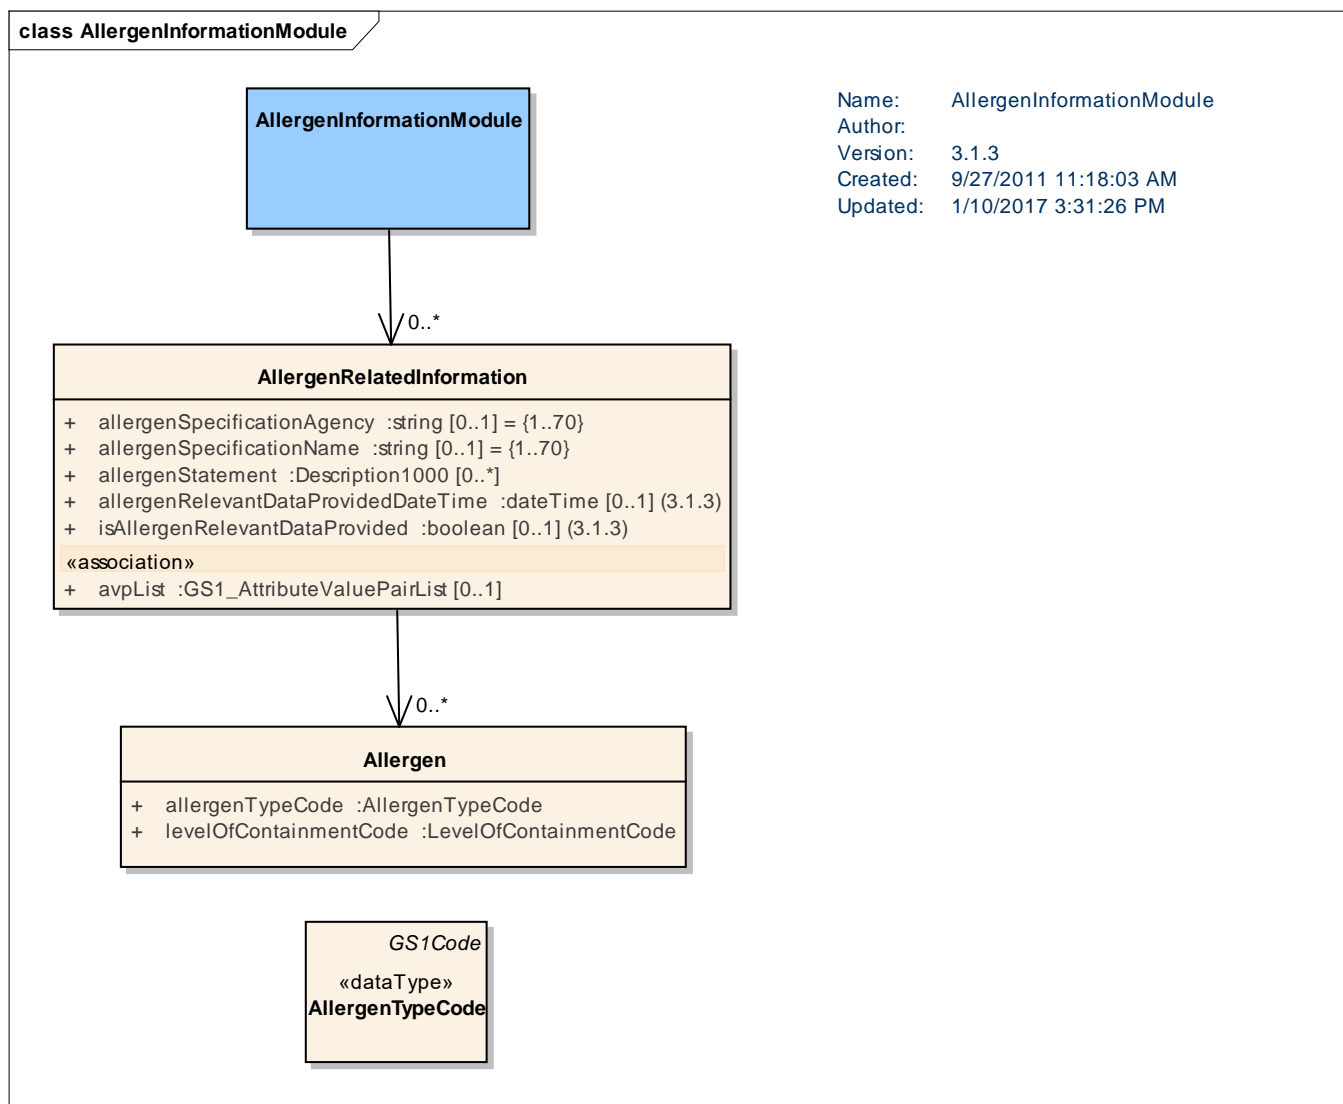 class AllergenInformationModule
AllergenInformationModule
Name: AllergenInformationModule
Author:
Version: 3.1.3
Created: 9/27/2011 11:18:03 AM
Updated: 1/10/2017 3:31:26 PM
0..*
AllergenRelatedInformation
+ allergenSpecificationAgency :string [0..1] = {1..70}
+ allergenSpecificationName :string [0..1] = {1..70}
+ allergenStatement :Description1000 [0..*]
+ allergenRelevantDataProvidedDateTime :dateTime [0..1] (3.1.3)
+ isAllergenRelevantDataProvided :boolean [0..1] (3.1.3)
«association»
+ avpList :GS1_AttributeValuePairList [0..1]
0..*
Allergen
+ allergenTypeCode :AllergenTypeCode
+ levelOfContainmentCode :LevelOfContainmentCode
GS1Code
«dataType»
AllergenTypeCode